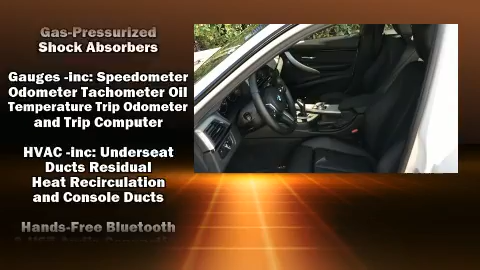 Gas-Pressurized
Shock Absorbers
Gauges -inc: Speedometer
Odometer Tachometer Oil
Temperature Trip Odometer
and Trip Computer
HVAC -inc: Underseat
Ducts Residual
Heat Recirculation
and Console Ducts
Hands-Free Bluetooth